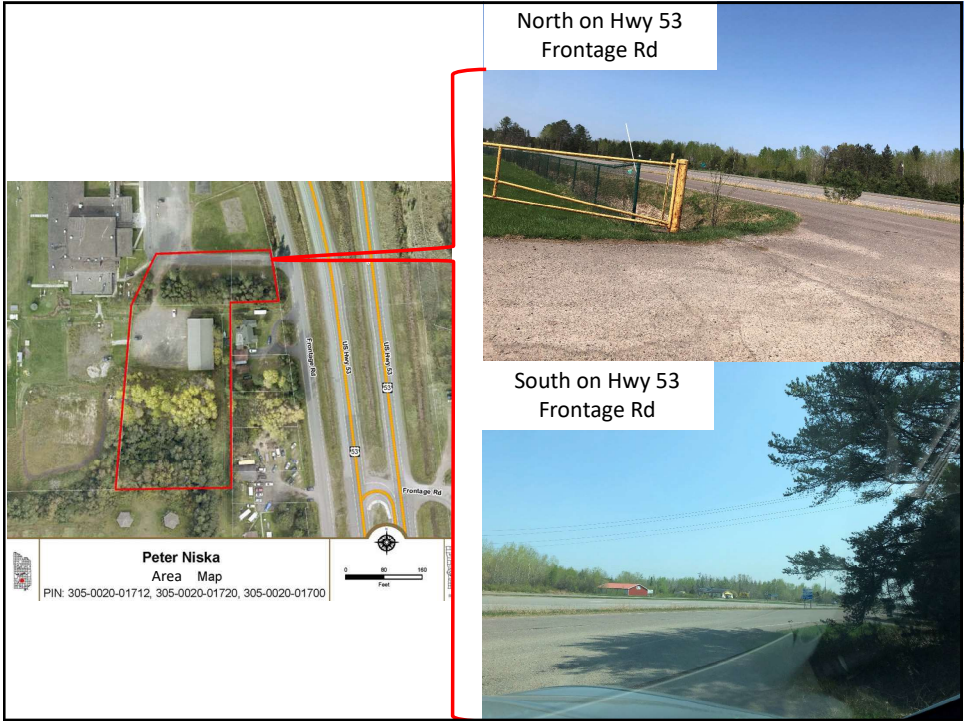 North on Hwy 53
Frontage Rd
South on Hwy 53
Frontage Rd
Frontage Rd
US Hwy 53
US Hwy 53
53
53
Frontage Rd
Peter Niska
Area Map
PIN: 305-0020-01712, 305-0020-01720, 305-0020-01700
0 80 160
Feet